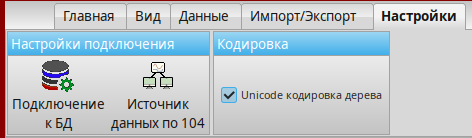 Главная Вид Данные Импорт/Экспорт Настройки
Настройки подключения Кодировка
Подключение
к БД
Источник
данных по 104
Unicode кодировка дерева